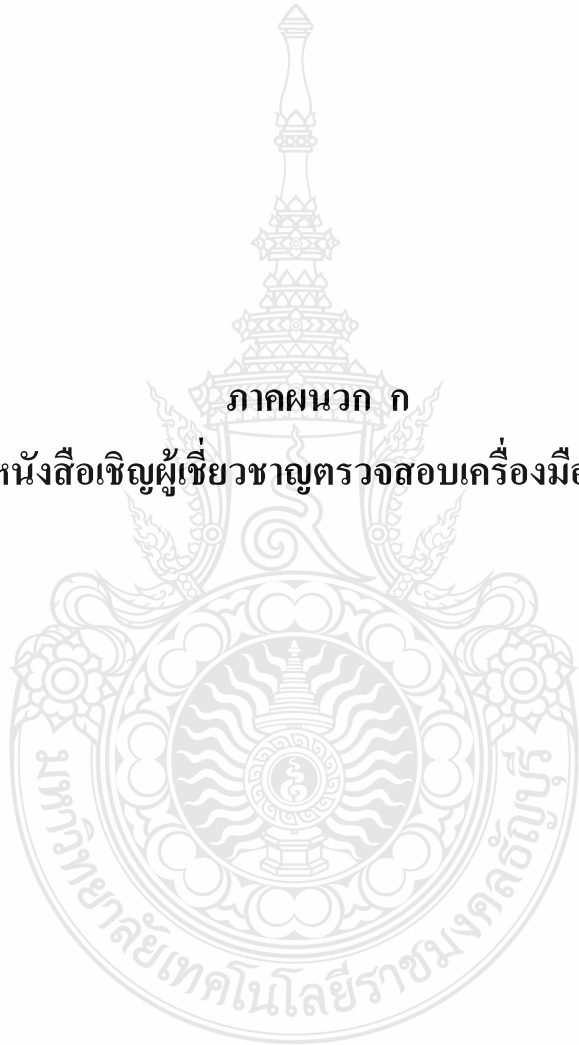 ภาคผนวก ก
หนังสือเชิญผู้เชี่ยวชาญตรวจสอบเครื่องมือ
มหาวิทยาลัยเทคโนโลยีราชมงคลธัญบุรี